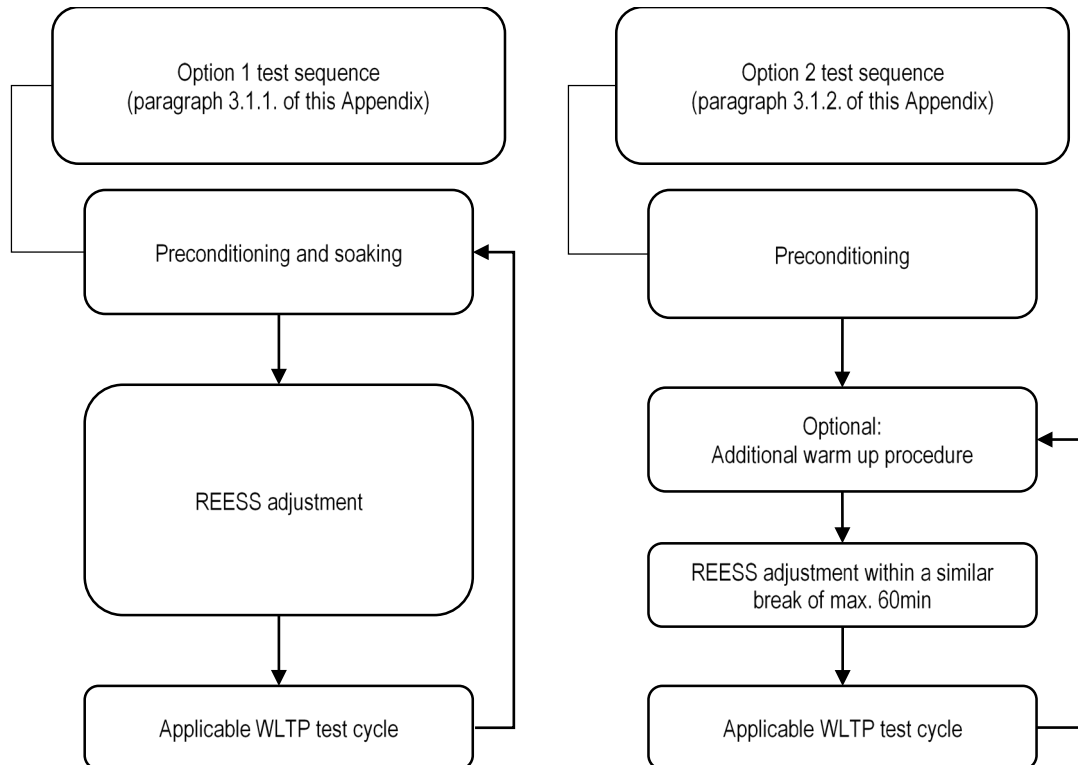 Option 1 test sequence
(paragraph 3.1.1. of this Appendix)
Preconditioning and soaking
REESS adjustment
Applicable WLTP test cycle
Option 2 test sequence
(paragraph 3.1.2. of this Appendix)
Preconditioning
Optional:
Additional warm up procedure
REESS adjustment within a similar
break of max. 60min
Applicable WLTP test cycle